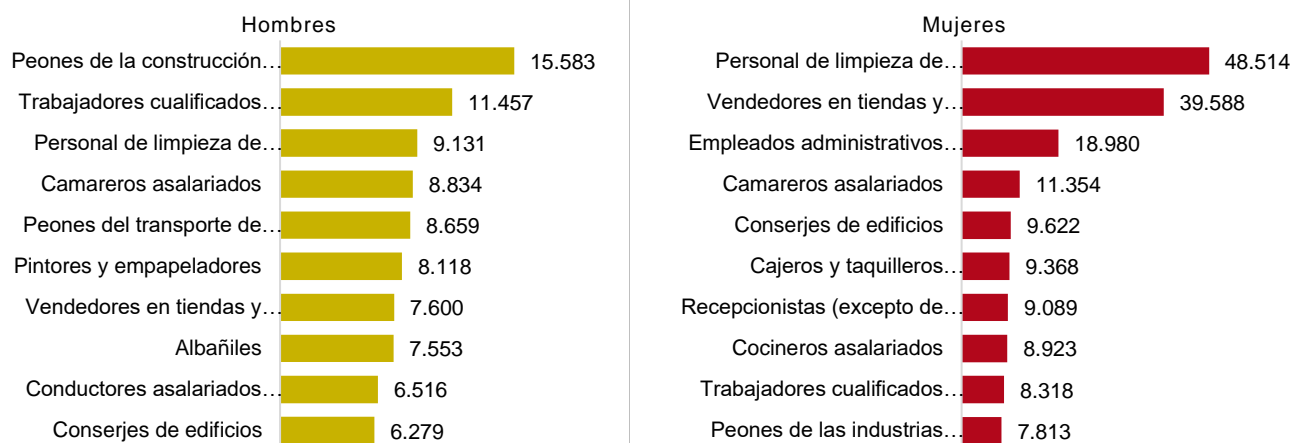 Hombres
Peones de la construcción… 15.583
Trabajadores cualificados… 11.457
Personal de limpieza de… 9.131
Camareros asalariados 8.834
Peones del transporte de… 8.659
Pintores y empapeladores 8.118
Vendedores en tiendas y… 7.600
Albañiles 7.553
Conductores asalariados… 6.516
Conserjes de edificios 6.279
Mujeres
Personal de limpieza de… 48.514
Vendedores en tiendas y… 39.588
Empleados administrativos… 18.980
Camareros asalariados 11.354
Conserjes de edificios 9.622
Cajeros y taquilleros… 9.368
Recepcionistas (excepto de… 9.089
Cocineros asalariados 8.923
Trabajadores cualificados… 8.318
Peones de las industrias… 7.813